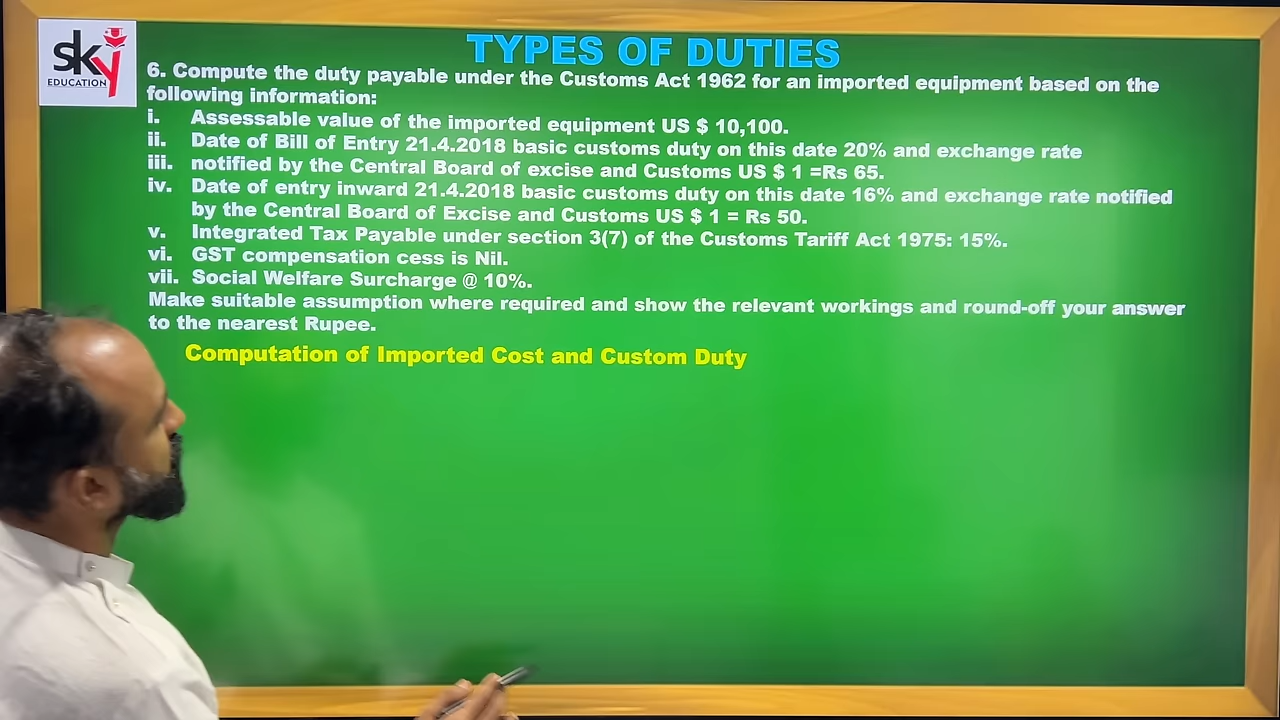 sky
EDUCATION
TYPES OF DUTIES
6. Compute the duty payable under the Customs Act 1962 for an imported equipment based on the
following information:
i. Assessable value of the imported equipment US $ 10,100.
ii. Date of Bill of Entry 21.4.2018 basic customs duty on this date 20% and exchange rate
iii. notified by the Central Board of excise and Customs US $ 1 =Rs 65.
iv. Date of entry inward 21.4.2018 basic customs duty on this date 16% and exchange rate notified
by the Central Board of Excise and Customs US $ 1 = Rs 50.
v. Integrated Tax Payable under section 3(7) of the Customs Tariff Act 1975: 15%.
vi. GST compensation cess is Nil.
vii. Social Welfare Surcharge @ 10%.
Make suitable assumption where required and show the relevant workings and round-off your answer
to the nearest Rupee.
Computation of Imported Cost and Custom Duty